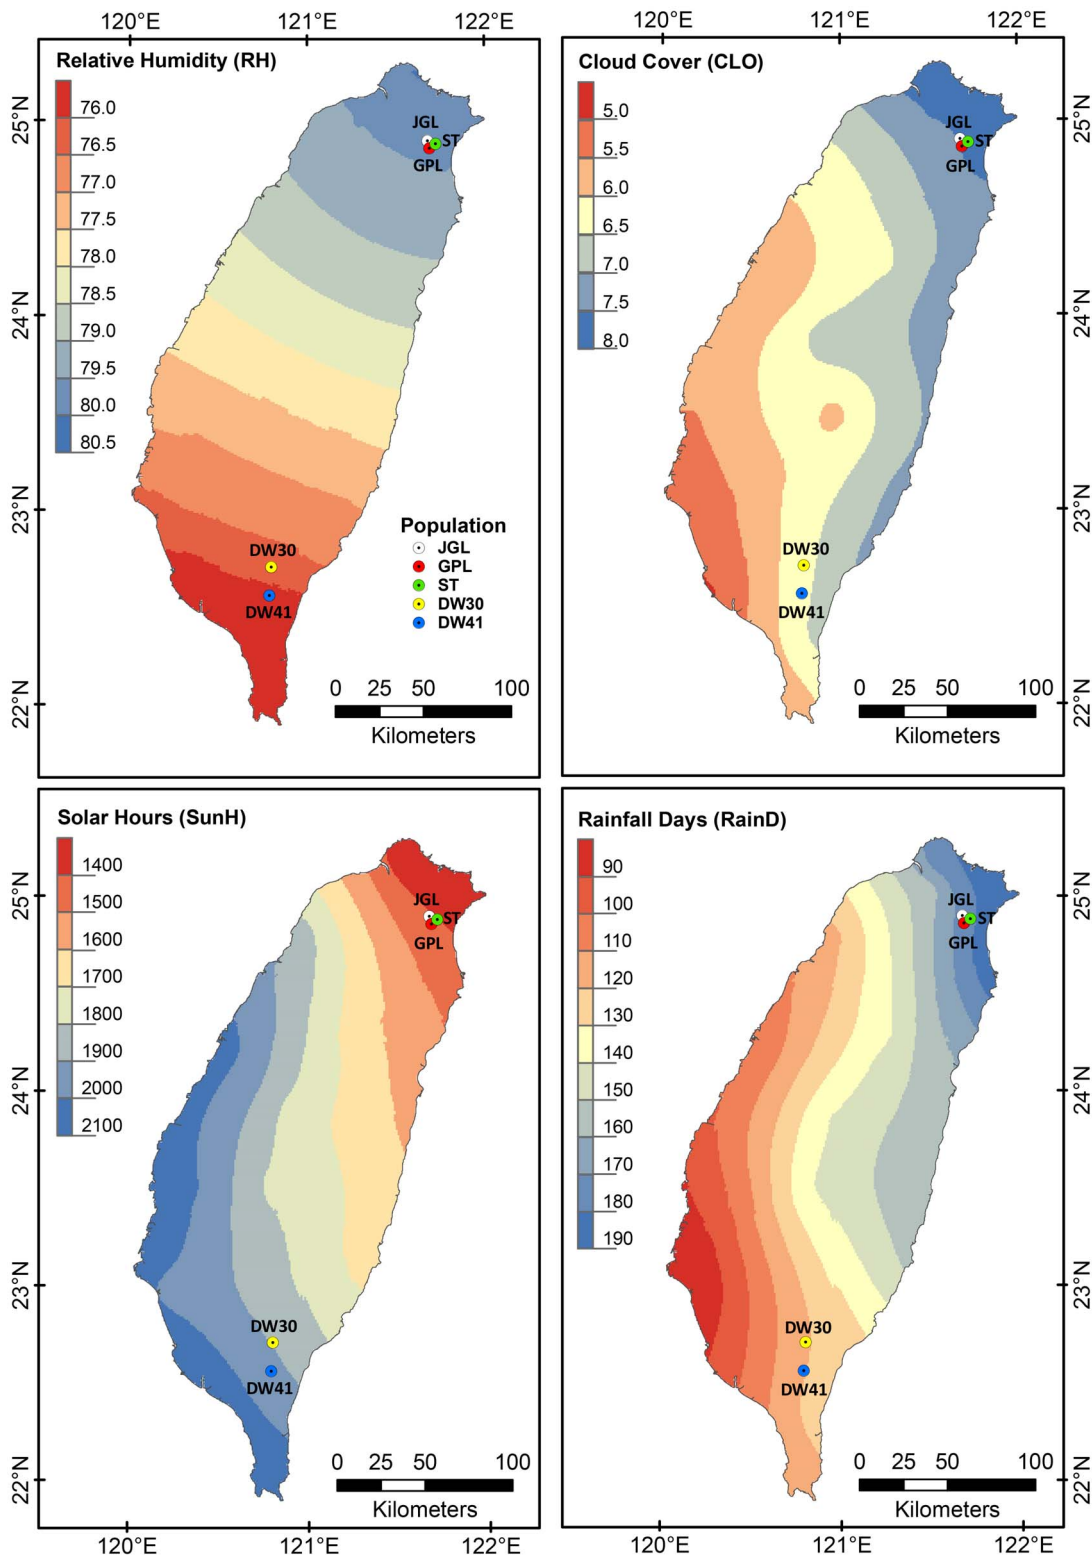 120°E 121°E 122°E
120°E 121°E 122°E
Relative Humidity (RH)
76.0
76.5
77.0
77.5
78.0
78.5
79.0
79.5
80.0
80.5
25°N
24°N
23°N
22°N
JGL
ST
GPL
DW30
DW41
Population
JGL
GPL
ST
DW30
DW41
0 25 50 100
Kilometers
Cloud Cover (CLO)
5.0
5.5
6.0
6.5
7.0
7.5
8.0
JGL
ST
GPL
DW30
DW41
0 25 50 100
Kilometers
25°N
24°N
23°N
22°N
Solar Hours (SunH)
1400
1500
1600
1700
1800
1900
2000
2100
25°N
24°N
23°N
22°N
JGL
ST
GPL
DW30
DW41
0 25 50 100
Kilometers
Rainfall Days (RainD)
90
100
110
120
130
140
150
160
170
180
190
JGL
ST
GPL
DW30
DW41
0 25 50 100
Kilometers
25°N
24°N
23°N
22°N
120°E 121°E 122°E
120°E 121°E 122°E